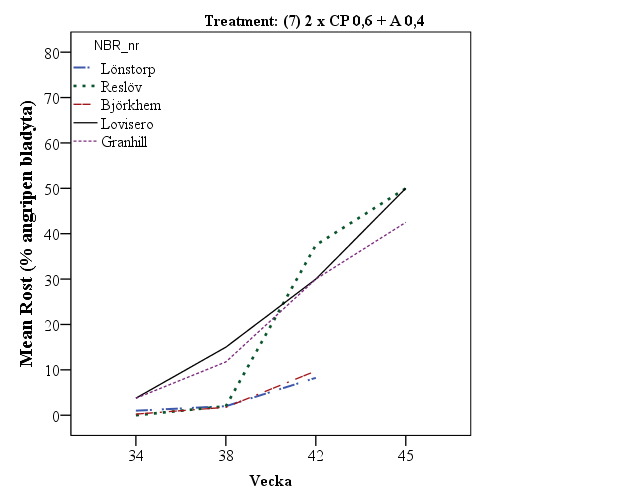 Treatment: (7) 2 x CP 0,6 + A 0,4
NBR_nr
Lönstorp
Reslöv
Björkhem
Lovisero
Granhill
Mean Rost (% angripen bladyta)
80
70
60
50
40
30
20
10
0
34 38 42 45
Vecka